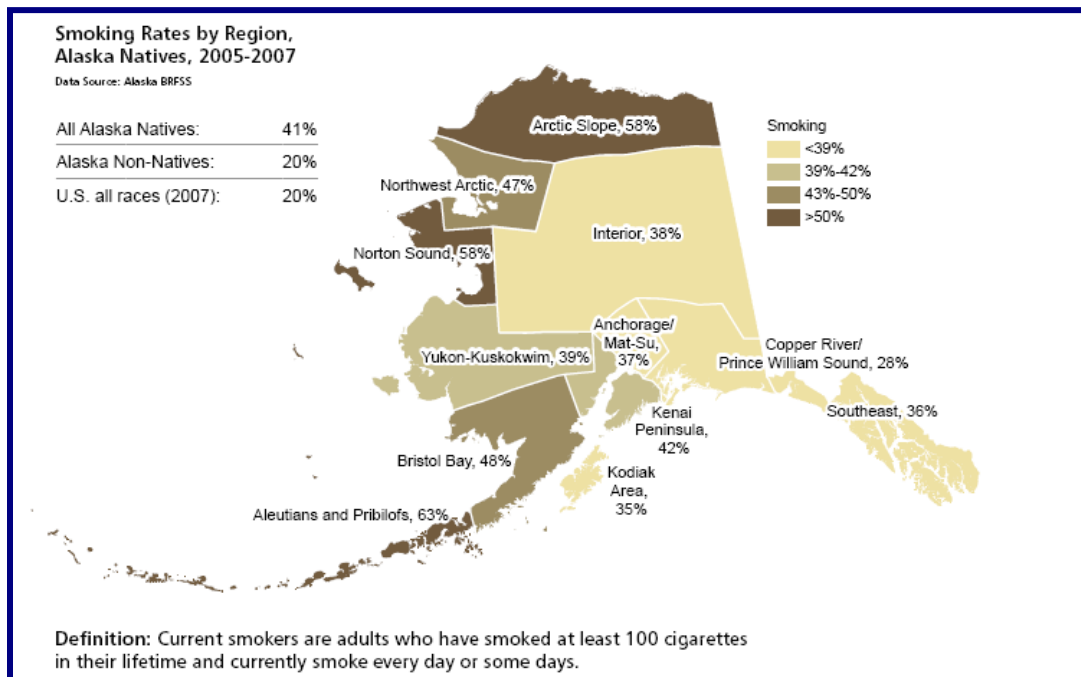 Smoking Rates by Region,
Alaska Natives, 2005-2007
Data Source: Alaska BRFSS
All Alaska Natives: 41%
Alaska Non-Natives: 20%
U.S. all races (2007): 20%
Smoking
<39%
39%-42%
43%-50%
>50%
Arctic Slope, 58%
Northwest Arctic, 47%
Interior, 38%
Norton Sound, 58%
Anchorage/
Mat-Su,
37%
Yukon-Kuskokwim, 39%
Copper River/
Prince William Sound, 28%
Southeast, 36%
Kenai
Peninsula,
42%
Bristol Bay, 48%
Kodiak
Area,
35%
Aleutians and Pribilofs, 63%
Definition: Current smokers are adults who have smoked at least 100 cigarettes
in their lifetime and currently smoke every day or some days.